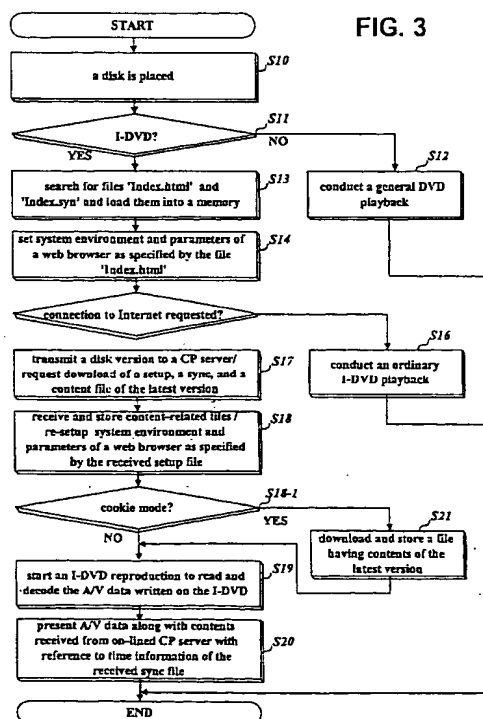 FIG. 3
START
S10
a disk is placed
S11
I-DVD?
YES
NO
S12
conduct a general DVD
playback
S13
search for files 'Index.html' and
'Index.syn' and load them into a memory
S14
set system environment and parameters of
a web browser as specified by the file
'Index.html'
connection to Internet requested?
S16
conduct an ordinary
I-DVD playback
S17
transmit a disk version to a CP server/
request download of a setup, a sync, and a
content file of the latest version
S18
receive and store content-related files /
re-setup system environment and
parameters of a web browser as specified
by the received setup file
S18-1
cookie mode?
YES
NO
S21
download and store a file
having contents of the
latest version
S19
start an I-DVD reproduction to read and
decode the A/V data written on the I-DVD
S20
present A/V data along with contents
received from on-lined CP server with
reference to time information of the
received sync file
END